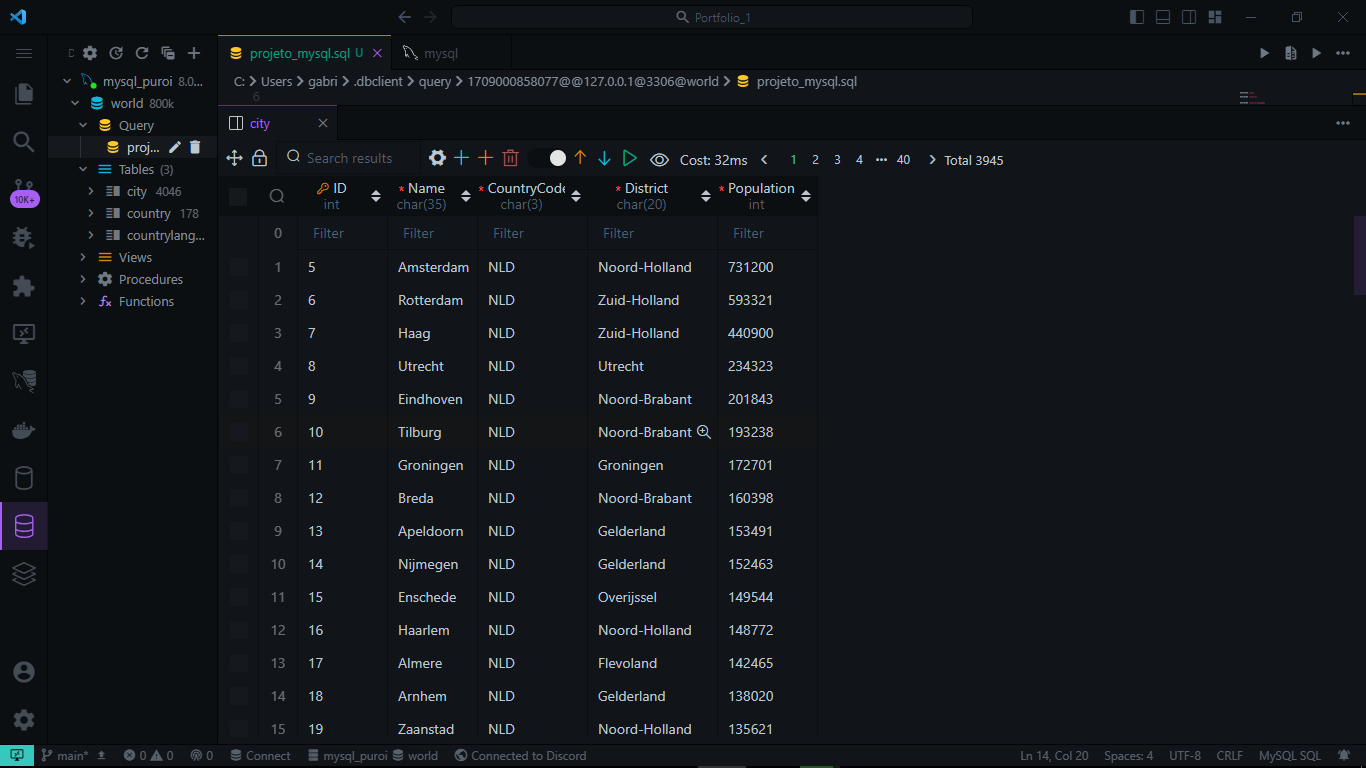 Portfolio_1
projeto_mysql.sql U
mysql
mysql_puroi 8.0...
C: > Users > gabri > .dbclient > query > 1709000858077@@127.0.0.1@3306@world > projeto_mysql.sql
6
world 800k
Query
city
proj...
Search results
Cost: 32ms
1 2 3 4 ··· 40
Total 3945
Tables (3)
city 4046
country 178
countrylang...
Views
Procedures
Functions
10K+
ID * Name * CountryCode * District * Population
int char(35) char(3) char(20) int
0 Filter Filter Filter Filter Filter
1 5 Amsterdam NLD Noord-Holland 731200
2 6 Rotterdam NLD Zuid-Holland 593321
3 7 Haag NLD Zuid-Holland 440900
4 8 Utrecht NLD Utrecht 234323
5 9 Eindhoven NLD Noord-Brabant 201843
6 10 Tilburg NLD Noord-Brabant 193238
7 11 Groningen NLD Groningen 172701
8 12 Breda NLD Noord-Brabant 160398
9 13 Apeldoorn NLD Gelderland 153491
10 14 Nijmegen NLD Gelderland 152463
11 15 Enschede NLD Overijssel 149544
12 16 Haarlem NLD Noord-Holland 148772
13 17 Almere NLD Flevoland 142465
14 18 Arnhem NLD Gelderland 138020
15 19 Zaanstad NLD Noord-Holland 135621
main* 0 0 0 Connect mysql_puroi world Connected to Discord Ln 14, Col 20 Spaces: 4 UTF-8 CRLF MySQL SQL